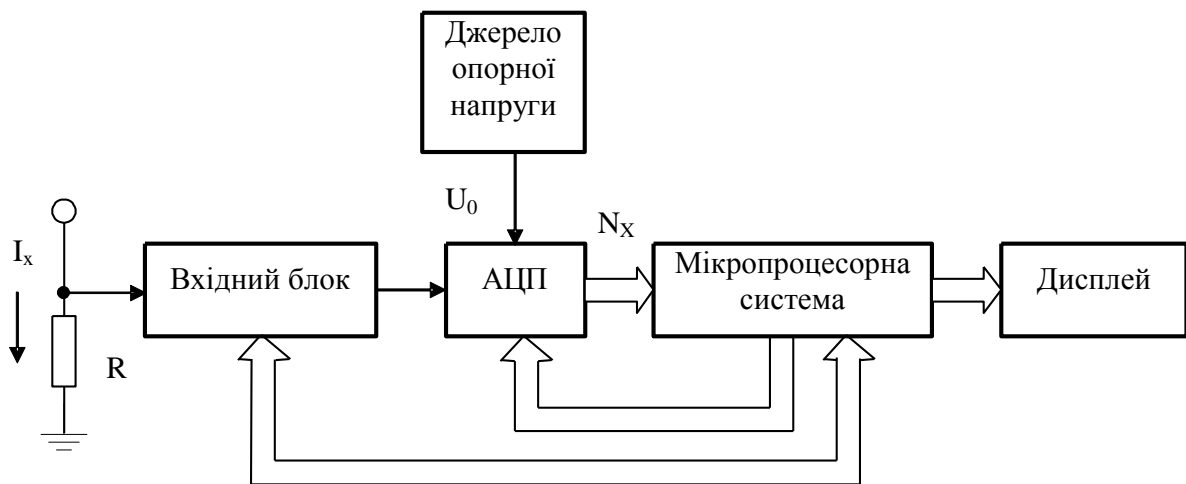 Джерело
опорної
напруги
U₀
Nₓ
Iₓ
Вхідний блок
АЦП
Мікропроцесорна
система
Дисплей
R